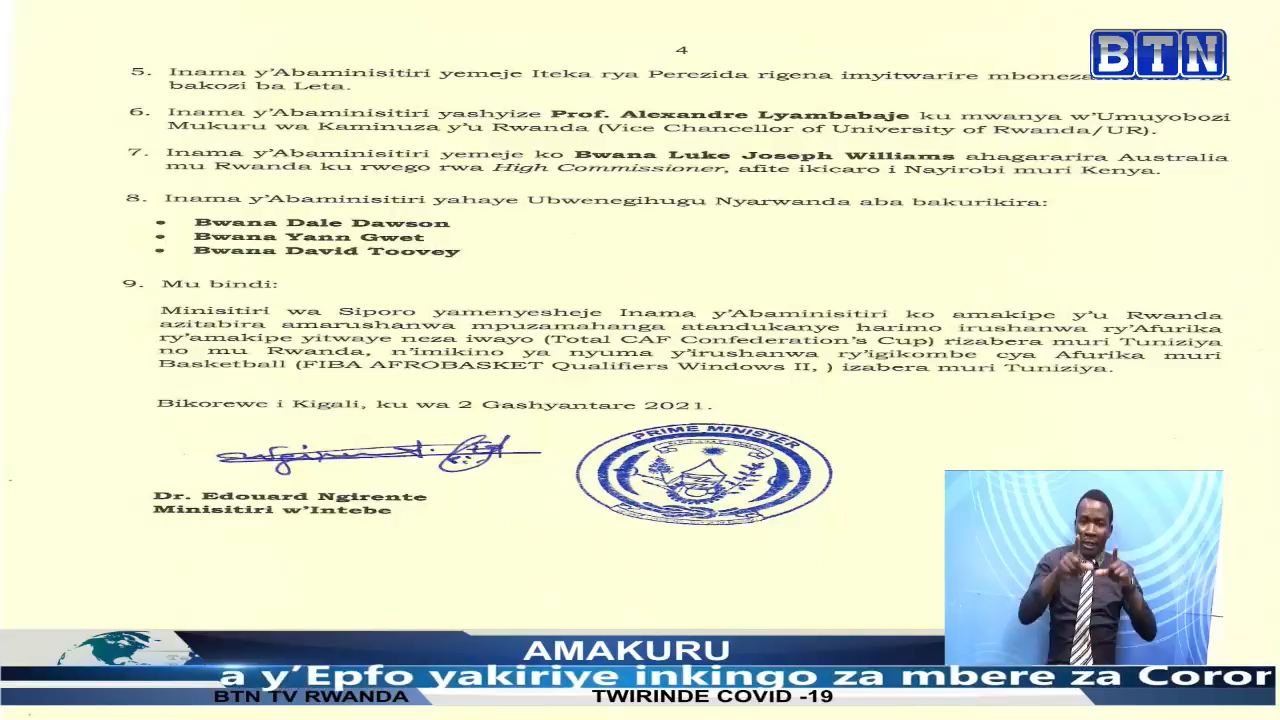 4
BTN
5. Inama y'Abaminisitiri yemeje Iteka rya Perezida rigena imyitwarire
bakozi ba Leta.
6. Inama y'Abaminisitiri yashyize Prof. Alexandre Lyambabaje ku mwanya w'Umuyobozi
Mukuru wa Kaminuza y'u Rwanda (Vice Chancellor of University of Rwanda/UR).
7. Inama y'Abaminisitiri yemeje ko Bwana Luke Joseph Williams ahagararira Australia
mu Rwanda ku rwego rwa High Commissioner, afite ikicaro i Nayirobi muri Kenya.
8. Inama y'Abaminisitiri yahaye Ubwenegihugu Nyarwanda aba bakurikira:
• Bwana Dale Dawson
• Bwana Yann Gwet
• Bwana David Toovey
9. Mu bindi:
Minisitiri wa Siporo yamenyesheje Inama y'Abaminisitiri ko amakipe y'u Rwanda
azitabira amarushanwa mpuzamahanga atandukanye harimo irushanwa ry'Afurika
ry'amakipe yitwaye neza iwayo (Total CAF Confederation's Cup) rizabera muri Tuniziya
no mu Rwanda, n'imikino ya nyuma y'irushanwa ry'igikombe cya Afurika muri
Basketball (FIBA AFROBASKET Qualifiers Windows II, ) izabera muri Tuniziya.
Bikorewe i Kigali, ku wa 2 Gashyantare 2021.
PRIME MINISTER
Dr. Edouard Ngirente
Minisitiri w'Intebe
AMAKURU
a y'Epfo yakiriye inkingo za mbere za Coror
BTN TV RWANDA TWIRINDE COVID -19